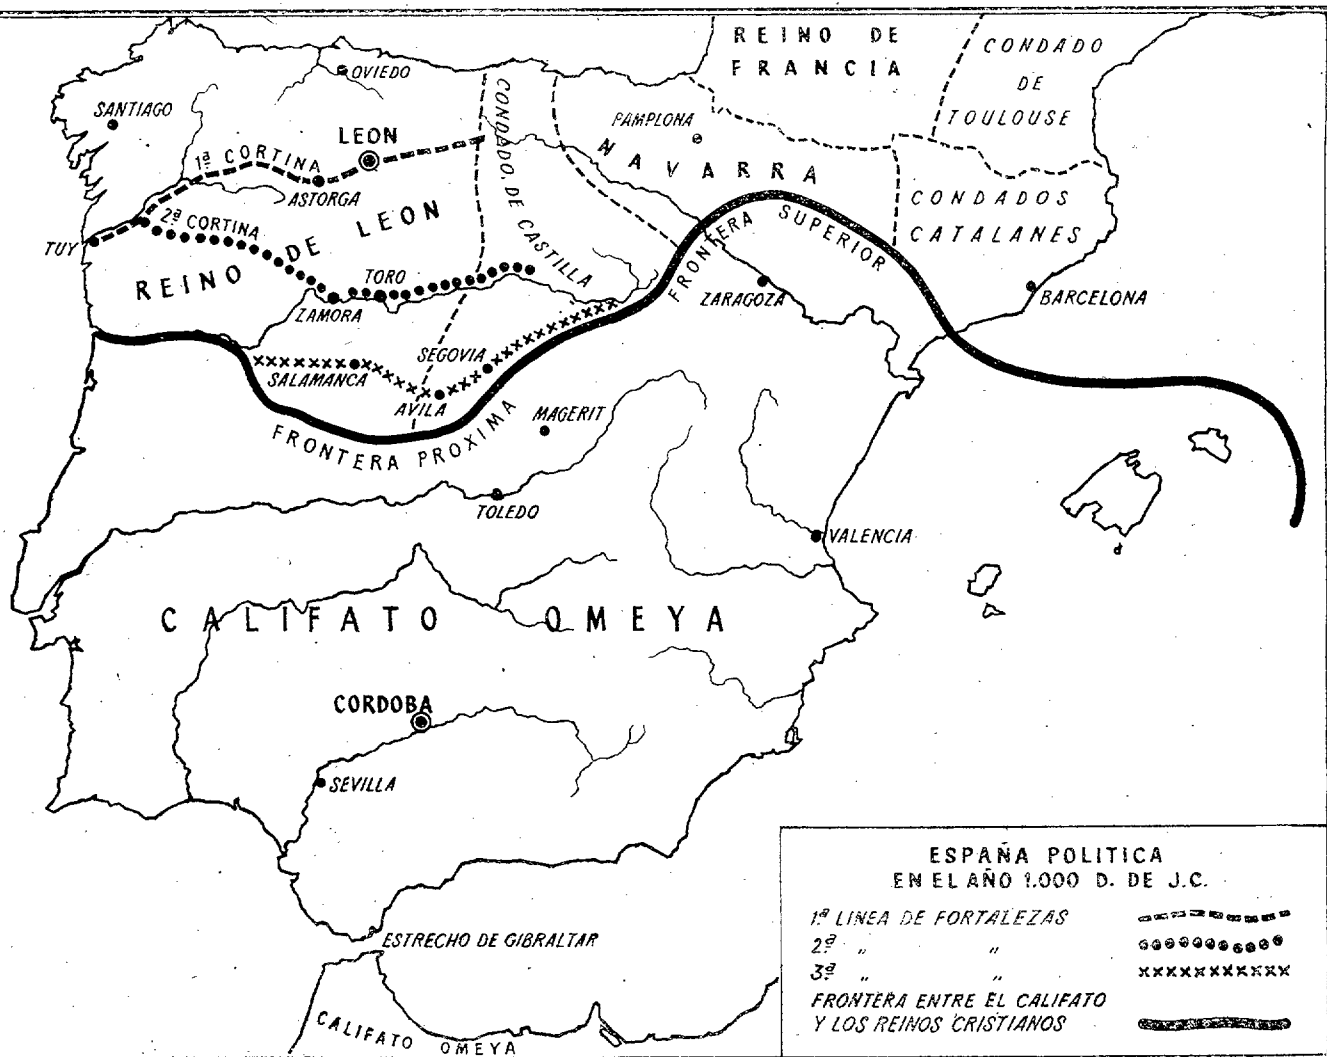 REINO DE
FRANCIA
CONDADO
DE
TOULOUSE
OVIEDO
SANTIAGO
CONDADO DE CASTILLA
PAMPLONA
LEON
NAVARRA
1ª CORTINA
ASTORGA
CONDADOS
CATALANES
2ª CORTINA
TUY
REINO DE LEON
TORO
ZAMORA
FRONTERA SUPERIOR
ZARAGOZA
BARCELONA
SEGOVIA
SALAMANCA
AVILA
MAGERIT
FRONTERA PROXIMA
TOLEDO
VALENCIA
CALIFATO OMEYA
CORDOBA
SEVILLA
ESTRECHO DE GIBRALTAR
CALIFATO OMEYA
ESPAÑA POLITICA
EN EL AÑO 1.000 D. DE J.C.
1ª LINEA DE FORTALEZAS
2ª „ „
3ª „ „
FRONTERA ENTRE EL CALIFATO
Y LOS REINOS CRISTIANOS